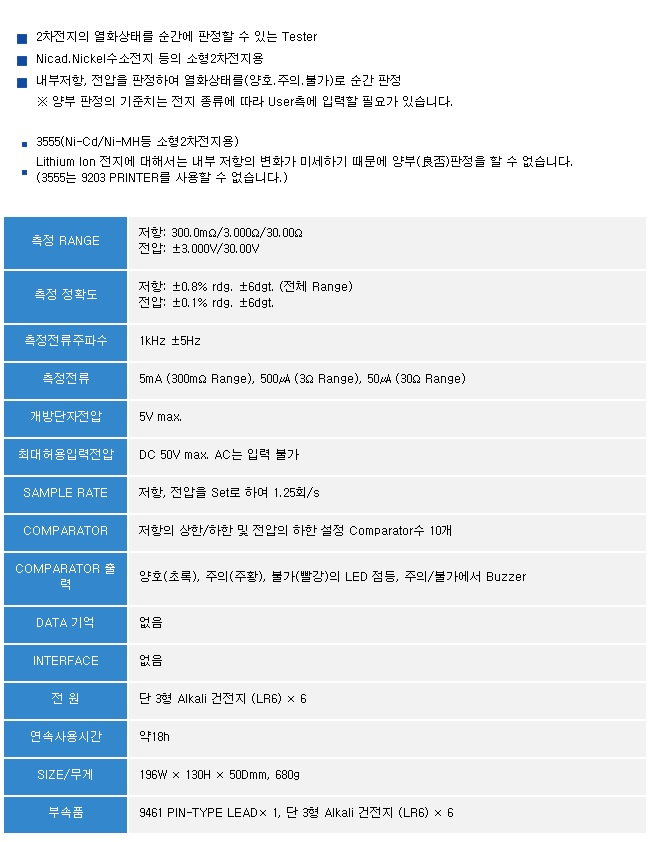 2차전지의 열화상태를 순간에 판정할 수 있는 Tester
Nicad.Nickel수소전지 등의 소형2차전지용
내부저항, 전압을 판정하여 열화상태를(양호.주의.불가)로 순간 판정
※ 양부 판정의 기준치는 전지 종류에 따라 User측에 입력할 필요가 있습니다.
3555(Ni-Cd/Ni-MH등 소형2차전지용)
Lithium Ion 전지에 대해서는 내부 저항의 변화가 미세하기 때문에 양부(良否)판정을 할 수 없습니다.
(3555는 9203 PRINTER를 사용할 수 없습니다.)
측정 RANGE
저항: 300.0mΩ/3.000Ω/30.00Ω
전압: ±3.000V/30.00V
측정 정확도
저항: ±0.8% rdg. ±6dgt. (전체 Range)
전압: ±0.1% rdg. ±6dgt.
측정전류주파수
1kHz ±5Hz
측정전류
5mA (300mΩ Range), 500㎂ (3Ω Range), 50㎂ (30Ω Range)
개방단자전압
5V max.
최대허용입력전압
DC 50V max. AC는 입력 불가
SAMPLE RATE
저항, 전압을 Set로 하여 1.25회/s
COMPARATOR
저항의 상한/하한 및 전압의 하한 설정 Comparator수 10개
COMPARATOR 출
력
양호(초록), 주의(주황), 불가(빨강)의 LED 점등, 주의/불가에서 Buzzer
DATA 기억
없음
INTERFACE
없음
전 원
단 3형 Alkali 건전지 (LR6) × 6
연속사용시간
약18h
SIZE/무게
196W × 130H × 50Dmm, 680g
부속품
9461 PIN-TYPE LEAD× 1, 단 3형 Alkali 건전지 (LR6) × 6